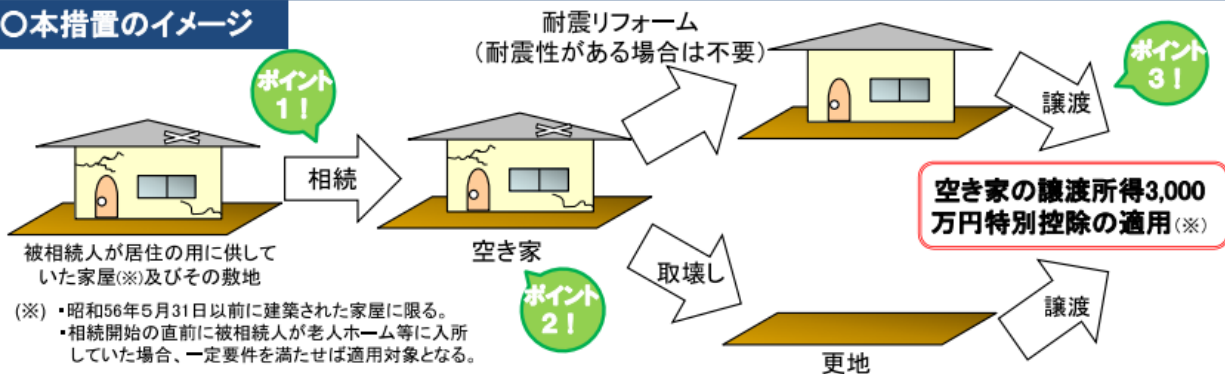 〇本措置のイメージ
耐震リフォーム
（耐震性がある場合は不要）
ポイント
1！
ポイント
3！
相続
譲渡
空き家の譲渡所得3,000
万円特別控除の適用(※)
被相続人が居住の用に供して
いた家屋(※)及びその敷地
空き家
取壊し
ポイント
2！
譲渡
(※) ・昭和56年5月31日以前に建築された家屋に限る。
・相続開始の直前に被相続人が老人ホーム等に入所
していた場合、一定要件を満たせば適用対象となる。
更地